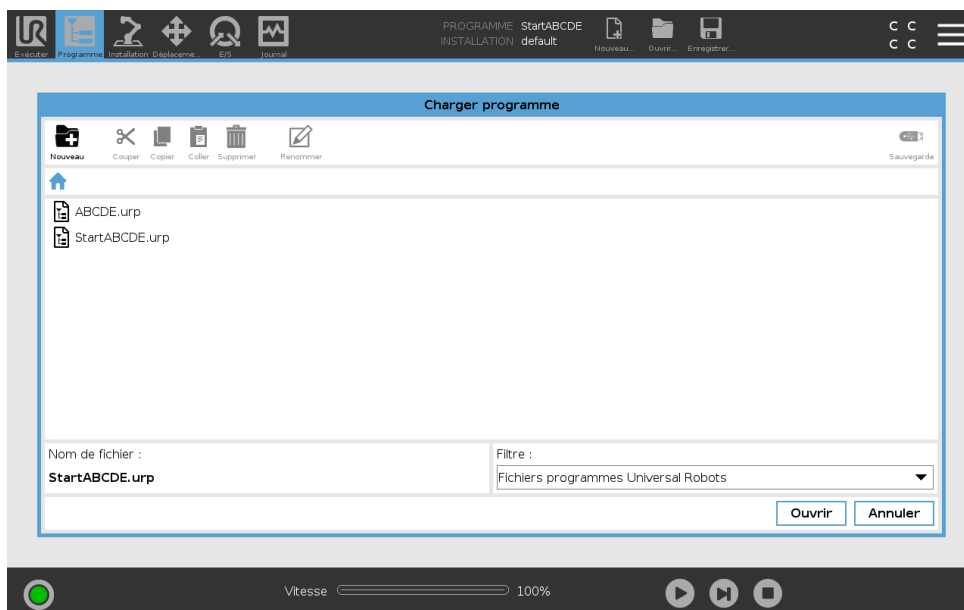 UR
PROGRAMME StartABCDE
INSTALLATION default
C C
C C
Exécuter Programme Installation Déplaceme... E/S Journal
Nouveau... Ouvrir... Enregistrer...
Charger programme
Nouveau Couper Copier Coller Supprimer Renommer Sauvegarde
ABCDE.urp
StartABCDE.urp
Nom de fichier :
StartABCDE.urp
Filtre :
Fichiers programmes Universal Robots
Ouvrir Annuler
Vitesse 100%